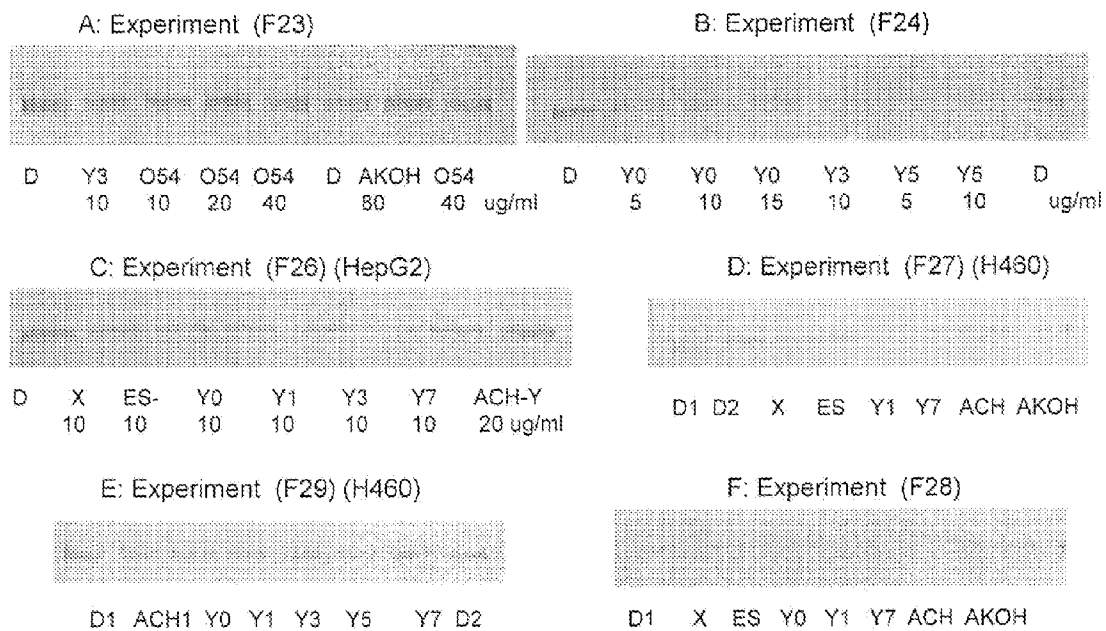 A: Experiment (F23)
D Y3 O54 O54 O54 D AKOH O54
10 10 20 40 80 40 ug/ml
B: Experiment (F24)
D Y0 Y0 Y0 Y3 Y5 Y5 D
5 10 15 10 5 10 ug/ml
C: Experiment (F26) (HepG2)
D X ES- Y0 Y1 Y3 Y7 ACH-Y
10 10 10 10 10 10 20 ug/ml
D: Experiment (F27) (H460)
D1 D2 X ES Y1 Y7 ACH AKOH
E: Experiment (F29) (H460)
D1 ACH1 Y0 Y1 Y3 Y5 Y7 D2
F: Experiment (F28)
D1 X ES Y0 Y1 Y7 ACH AKOH